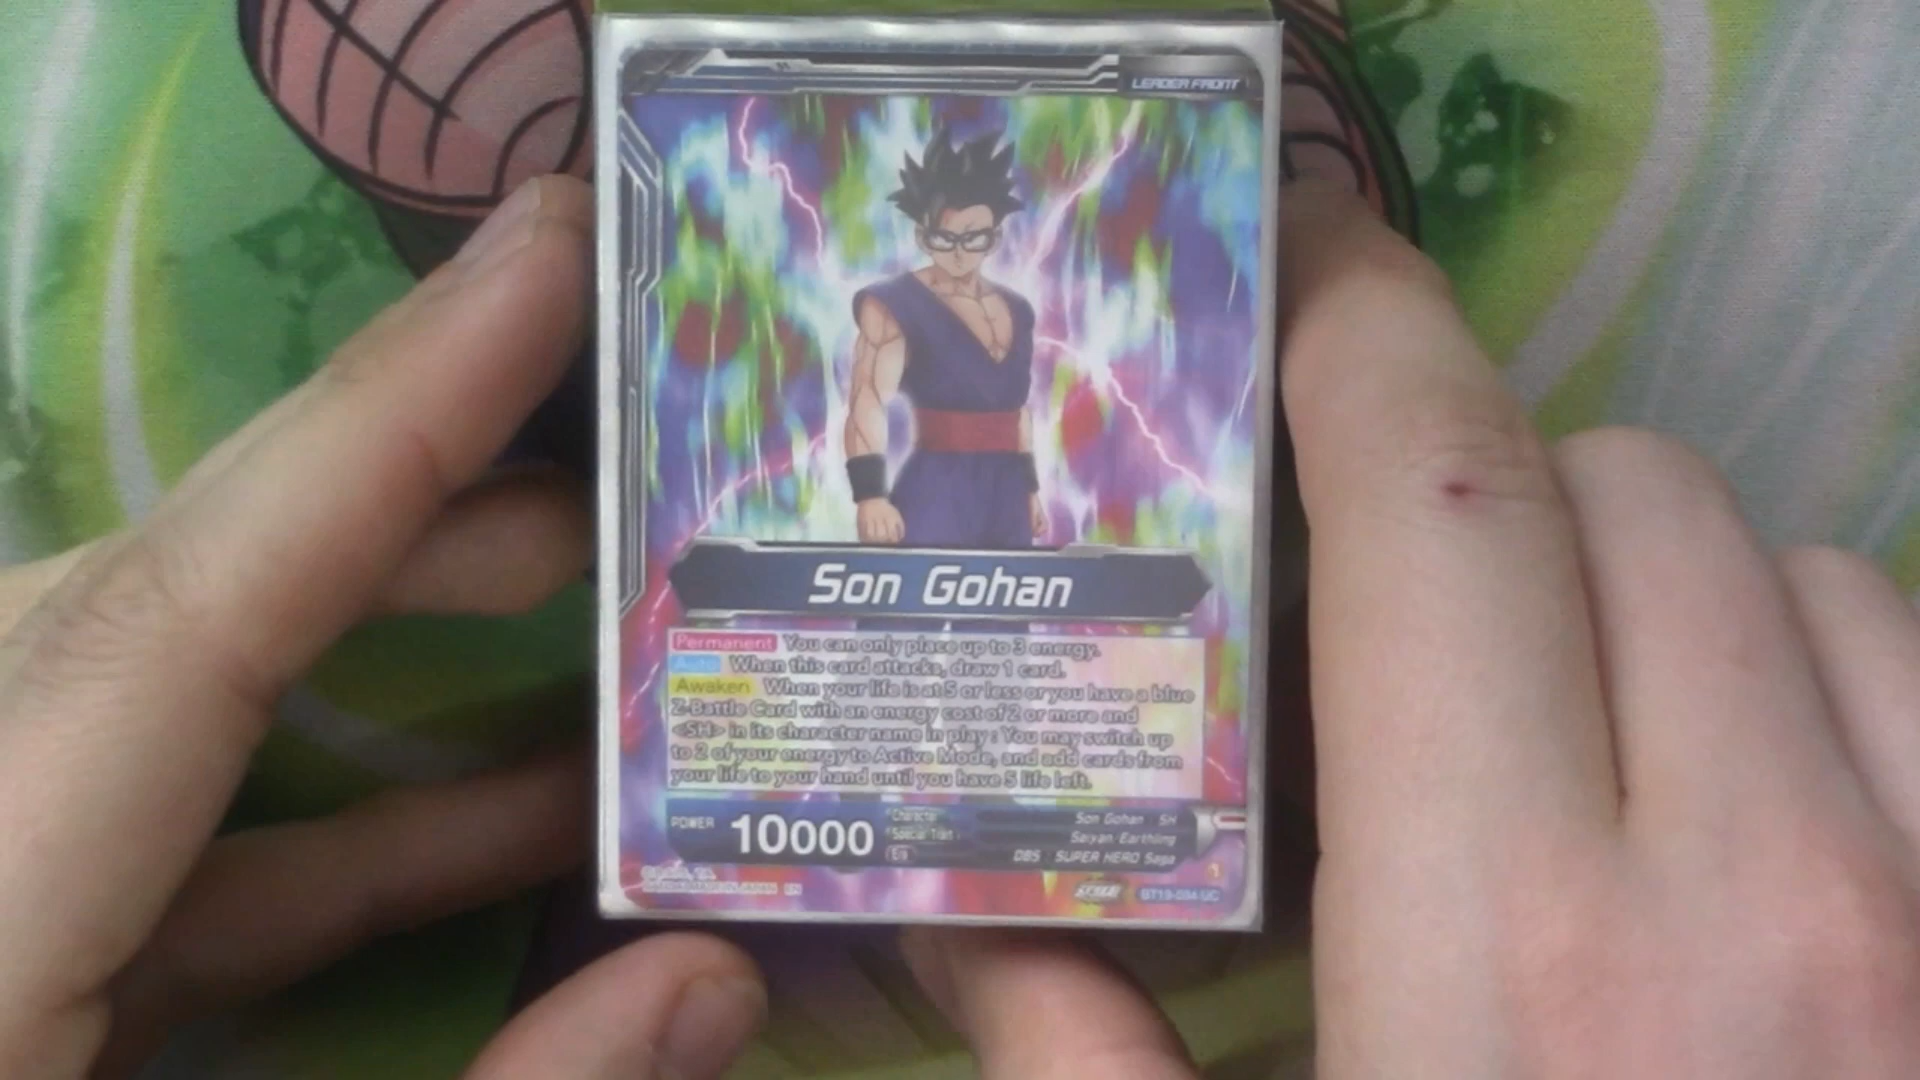 LEADER FRONT
Son Gohan
Permanent You can only place up to 3 energy.
Auto When this card attacks, draw 1 card.
Awaken When your life is at 5 or less or you have a blue
Z-Battle Card with an energy cost of 2 or more and
<SH> in its character name in play : You may switch up
to 2 of your energy to Active Mode, and add cards from
your life to your hand until you have 5 life left.
POWER 10000
Character Son Gohan : SH
Special Trait Saiyan/Earthling
Era DBS : SUPER HERO Saga
MADE IN JAPAN EN
BT19-034 UC